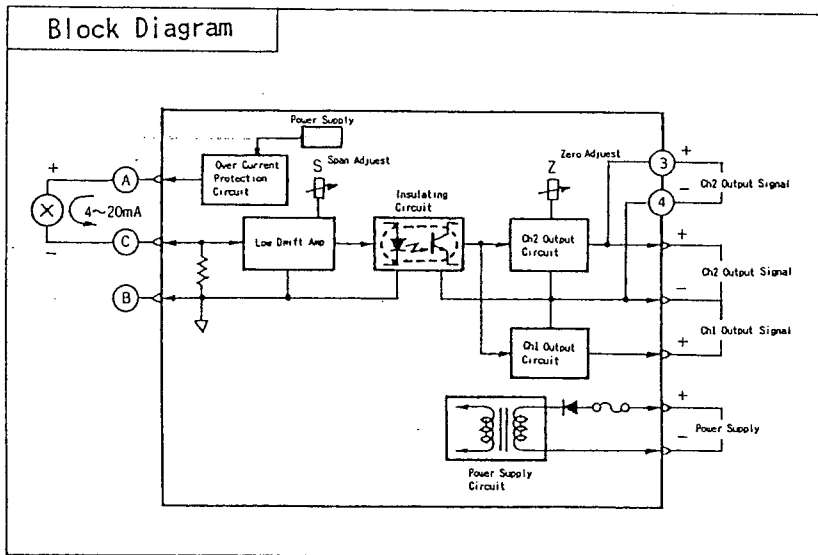 Block Diagram
Power Supply
Over Current
Protection
Circuit
S Span Adjuest
Z Zero Adjuest
Insulating
Circuit
A
+
4~20mA
C
-
B
Low Drift Amp
Ch2 Output
Circuit
Ch1 Output
Circuit
3
+
Ch2 Output Signal
-
4
+
Ch2 Output Signal
-
Ch1 Output Signal
+
+
Power Supply
-
Power Supply
Circuit